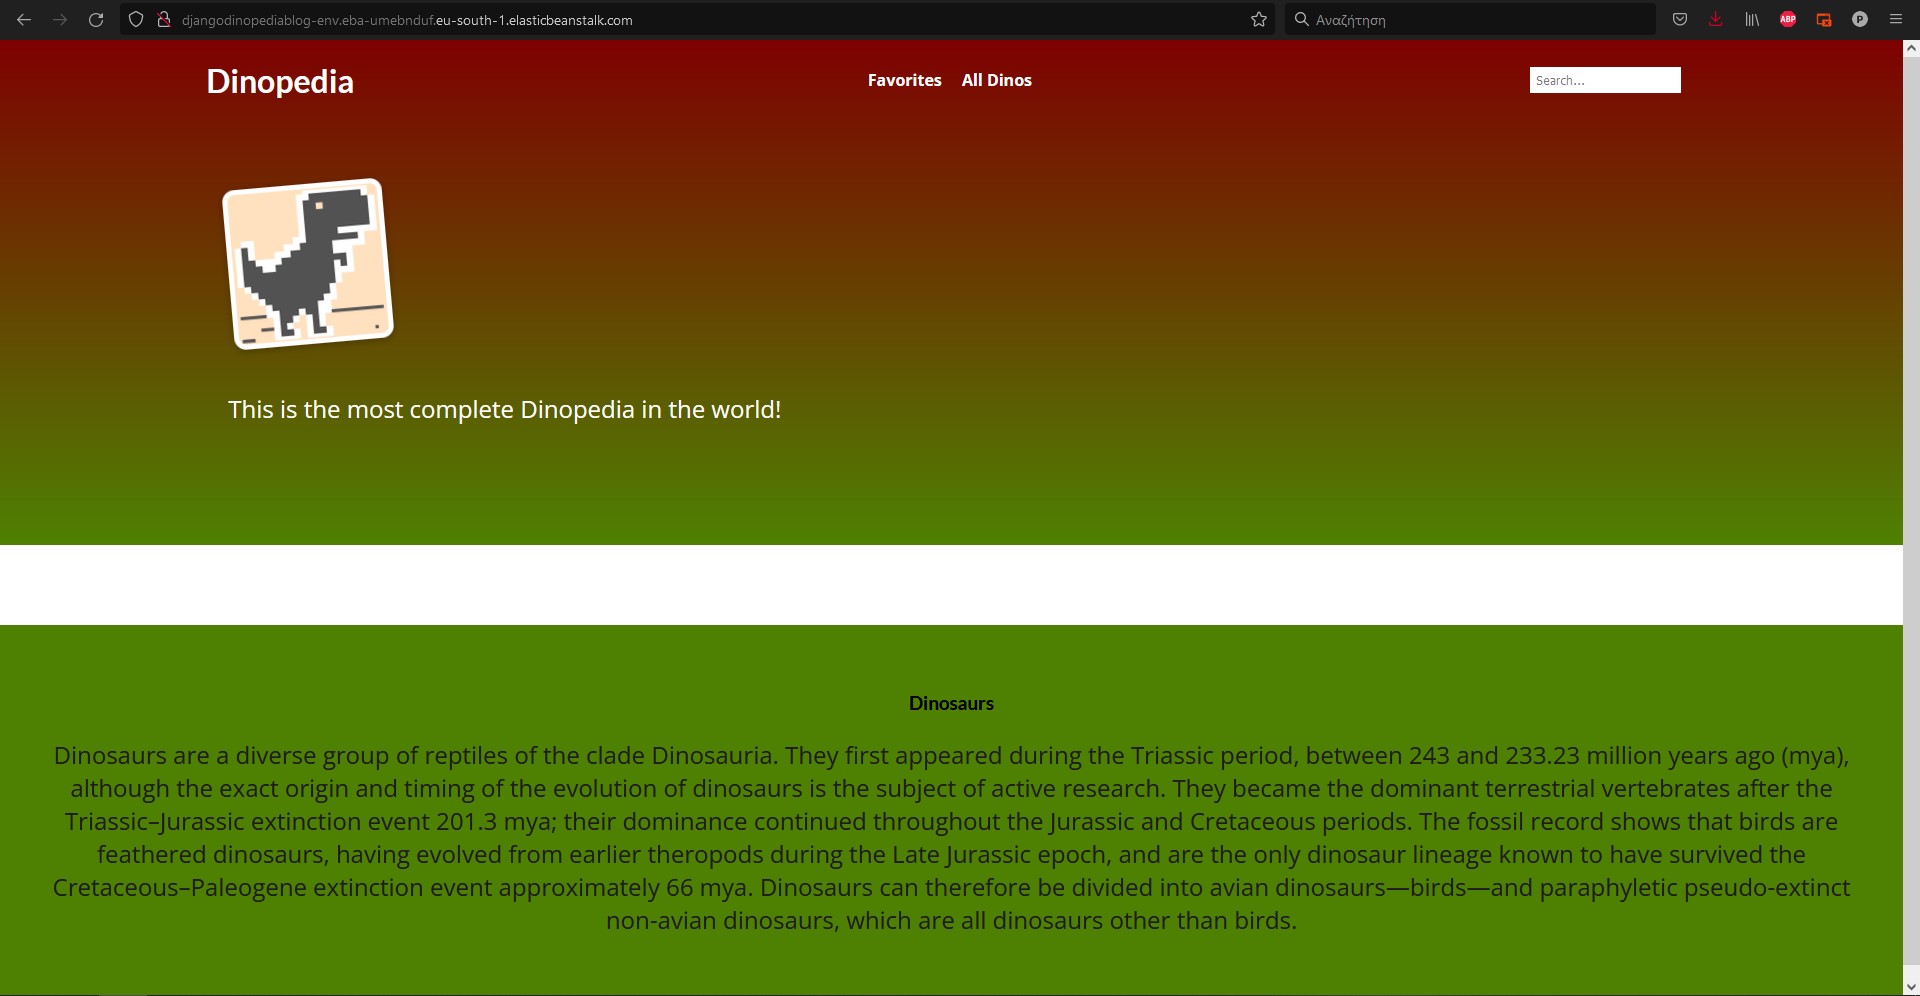 djangodinopediablog-env.eba-umebnduf.eu-south-1.elasticbeanstalk.com
Αναζήτηση
ABP
P
Dinopedia
Favorites
All Dinos
Search...
This is the most complete Dinopedia in the world!
Dinosaurs
Dinosaurs are a diverse group of reptiles of the clade Dinosauria. They first appeared during the Triassic period, between 243 and 233.23 million years ago (mya),
although the exact origin and timing of the evolution of dinosaurs is the subject of active research. They became the dominant terrestrial vertebrates after the
Triassic–Jurassic extinction event 201.3 mya; their dominance continued throughout the Jurassic and Cretaceous periods. The fossil record shows that birds are
feathered dinosaurs, having evolved from earlier theropods during the Late Jurassic epoch, and are the only dinosaur lineage known to have survived the
Cretaceous–Paleogene extinction event approximately 66 mya. Dinosaurs can therefore be divided into avian dinosaurs—birds—and paraphyletic pseudo-extinct
non-avian dinosaurs, which are all dinosaurs other than birds.